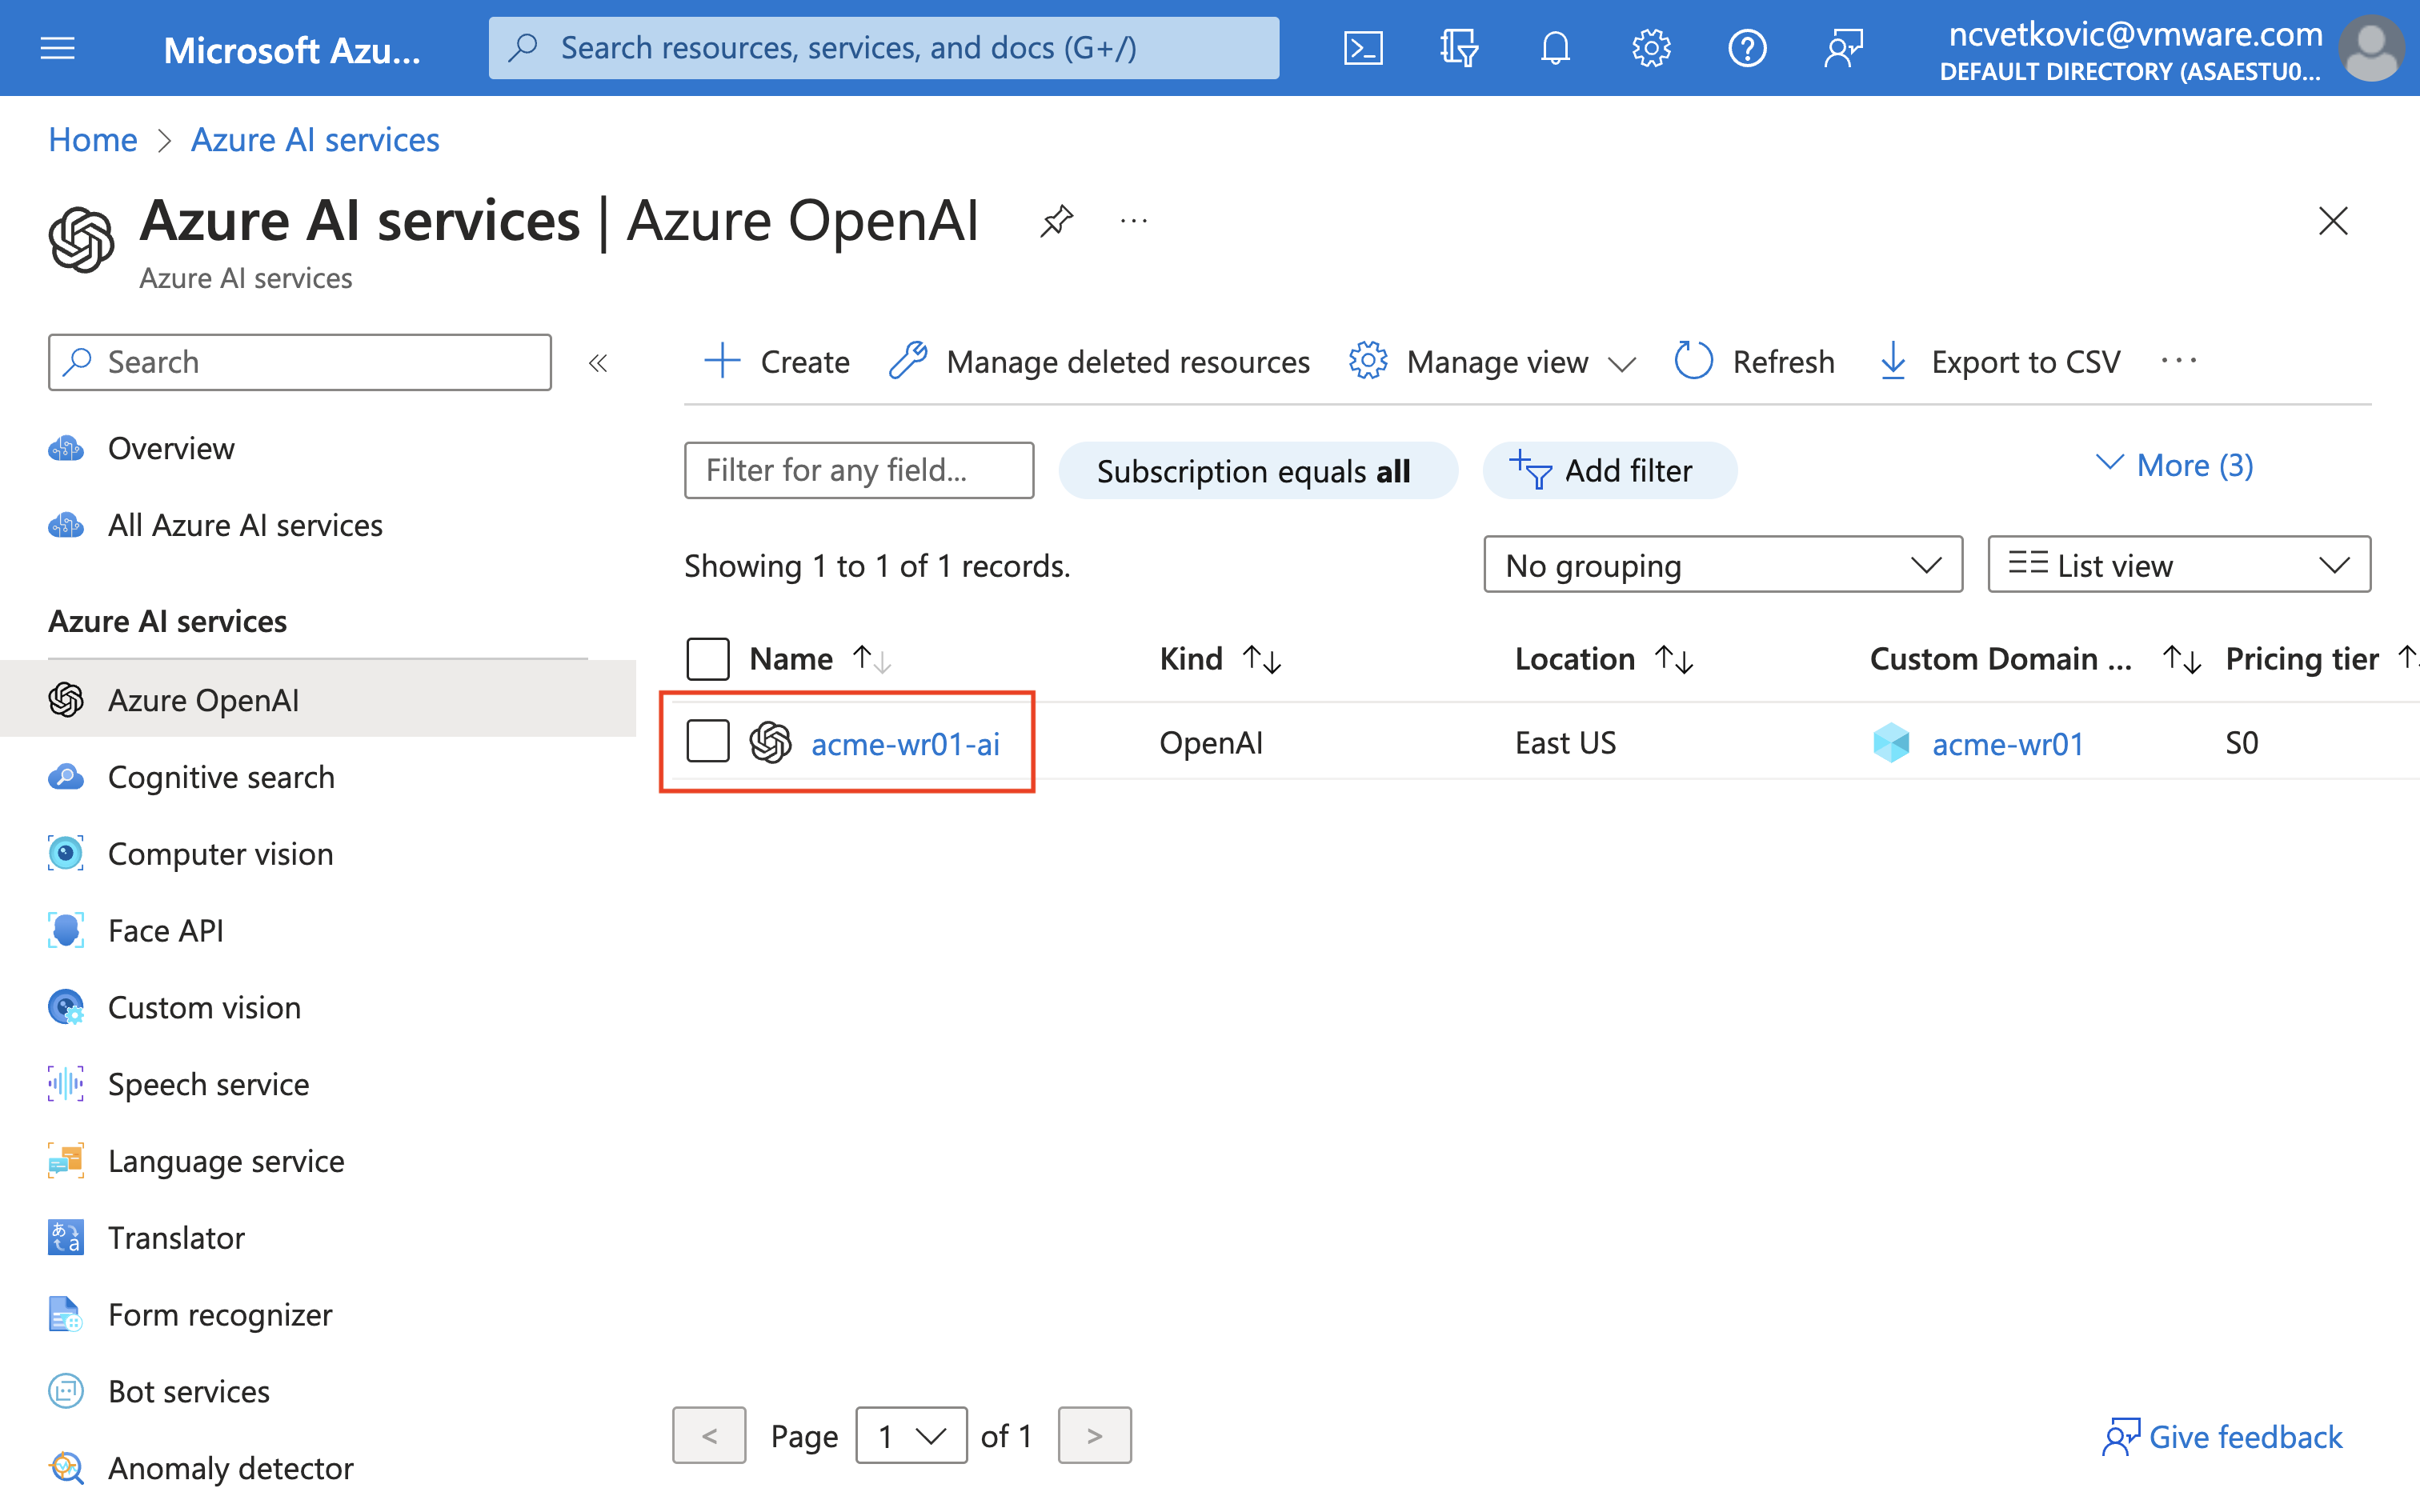 Microsoft Azu...
Search resources, services, and docs (G+/)
ncvetkovic@vmware.com
DEFAULT DIRECTORY (ASAESTU0...
Home > Azure AI services
Azure AI services | Azure OpenAI
Azure AI services
Search
Create
Manage deleted resources
Manage view
Refresh
Export to CSV
Overview
All Azure AI services
Azure AI services
Azure OpenAI
Cognitive search
Computer vision
Face API
Custom vision
Speech service
Language service
Translator
Form recognizer
Bot services
Anomaly detector
Filter for any field...
Subscription equals all
Add filter
More (3)
Showing 1 to 1 of 1 records.
No grouping
List view
Name Kind Location Custom Domain ... Pricing tier
acme-wr01-ai OpenAI East US acme-wr01 S0
< Page 1 of 1 >
Give feedback